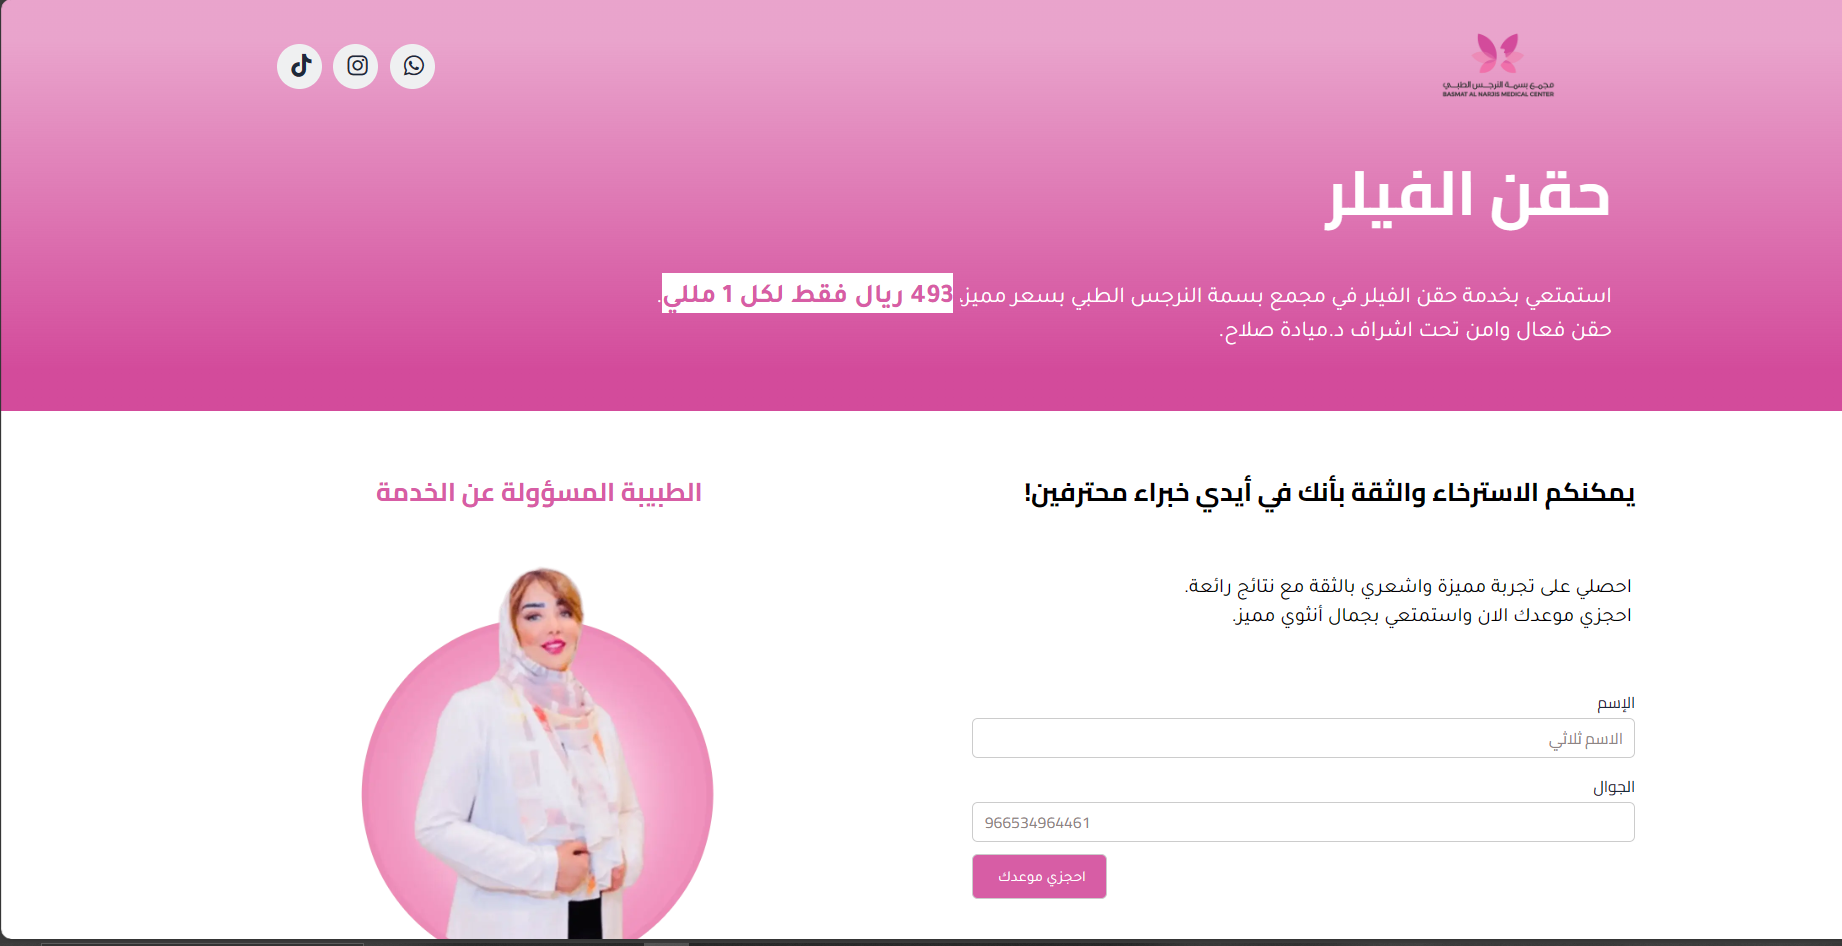 مجمع بسمة النرجس الطبي
BASMAT AL NARJIS MEDICAL CENTER
حقن الفيلر
استمتعي بخدمة حقن الفيلر في مجمع بسمة النرجس الطبي بسعر مميز، 493 ريال فقط لكل 1 مللي.
حقن فعال وامن تحت اشراف د.ميادة صلاح.
يمكنكم الاسترخاء والثقة بأنك في أيدي خبراء محترفين!
احصلي على تجربة مميزة واشعري بالثقة مع نتائج رائعة.
احجزي موعدك الان واستمتعي بجمال أنثوي مميز.
الإسم
الاسم ثلاثي
الجوال
966534964461
احجزي موعدك
الطبيبة المسؤولة عن الخدمة